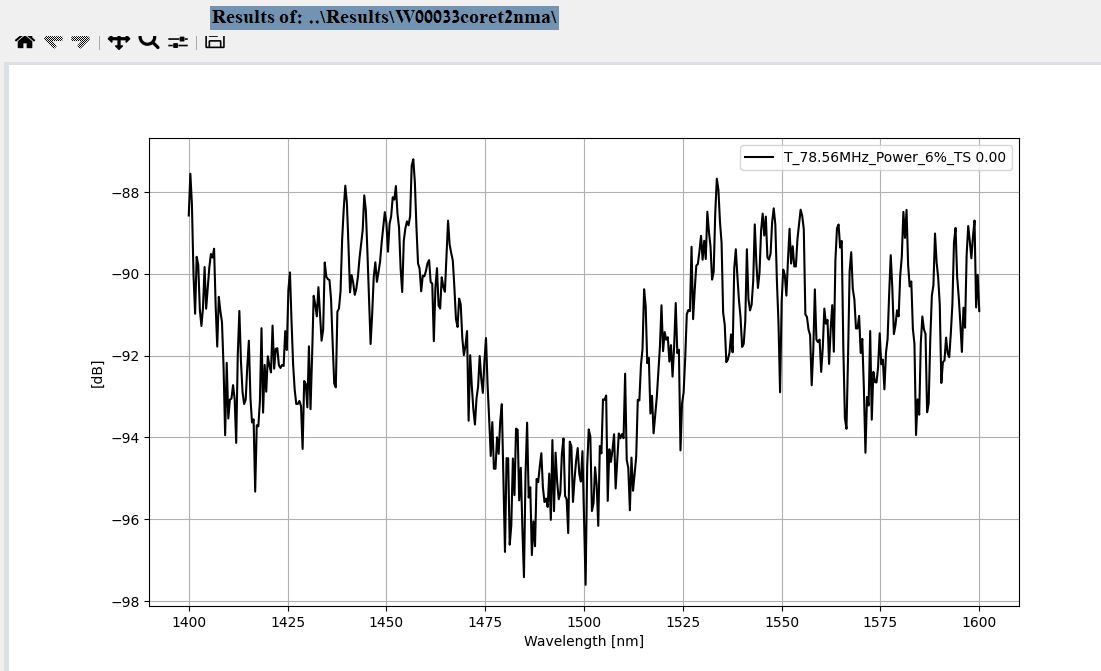 Results of: ..\Results\W00033coret2nma\
T_78.56MHz_Power_6%_TS 0.00
−88
−90
−92
−94
−96
−98
[dB]
1400 1425 1450 1475 1500 1525 1550 1575 1600
Wavelength [nm]